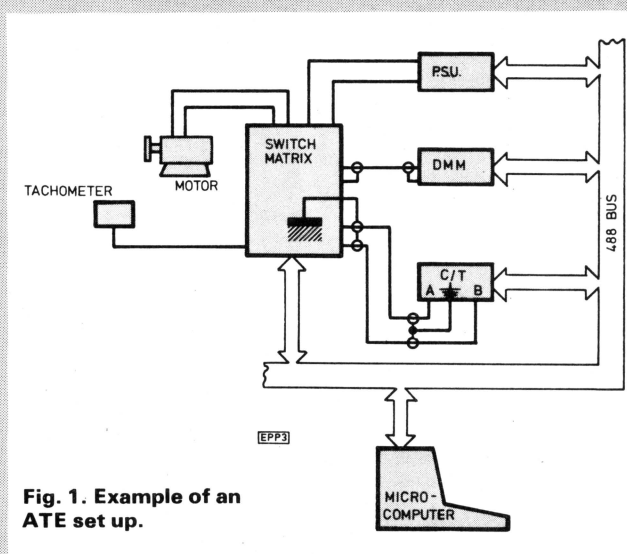 P.S.U.
SWITCH
MATRIX
DMM
MOTOR
TACHOMETER
488 BUS
C/T
A B
EPP3
Fig. 1. Example of an
ATE set up.
MICRO-
COMPUTER